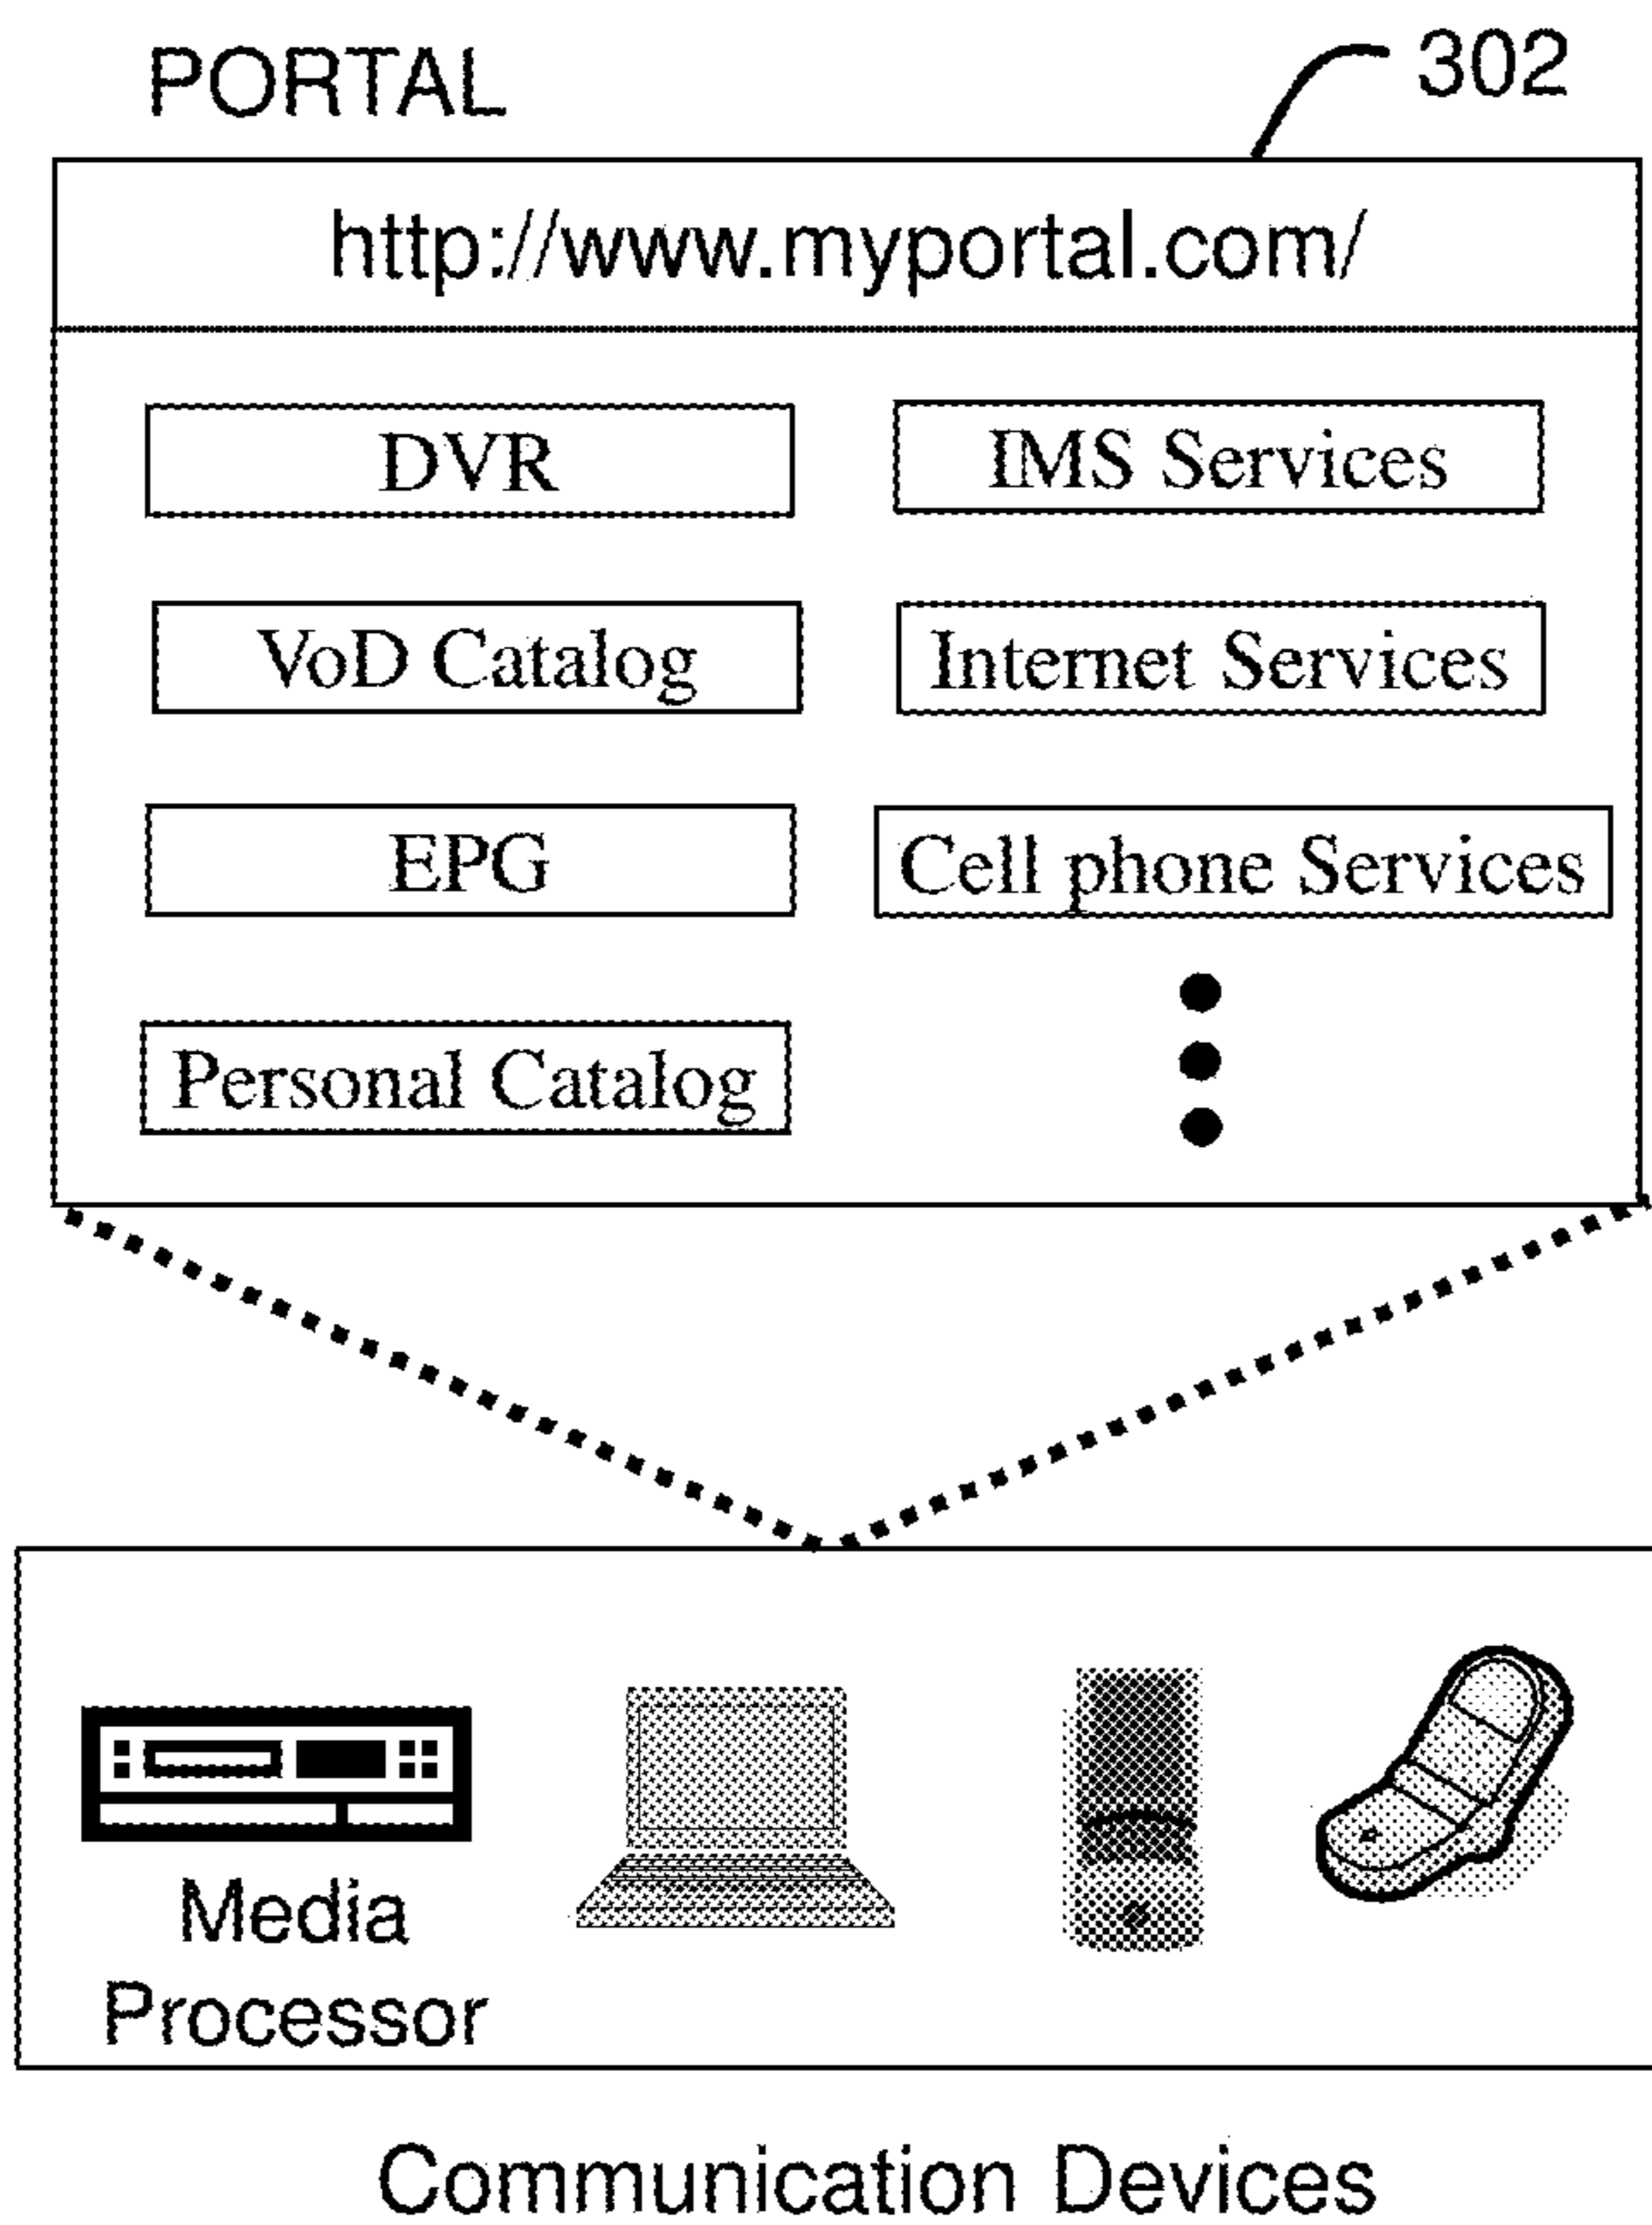 PORTAL
302
http://www.myportal.com/
DVR
IMS Services
VoD Catalog
Internet Services
EPG
Cell phone Services
Personal Catalog
Media
Processor
Communication Devices